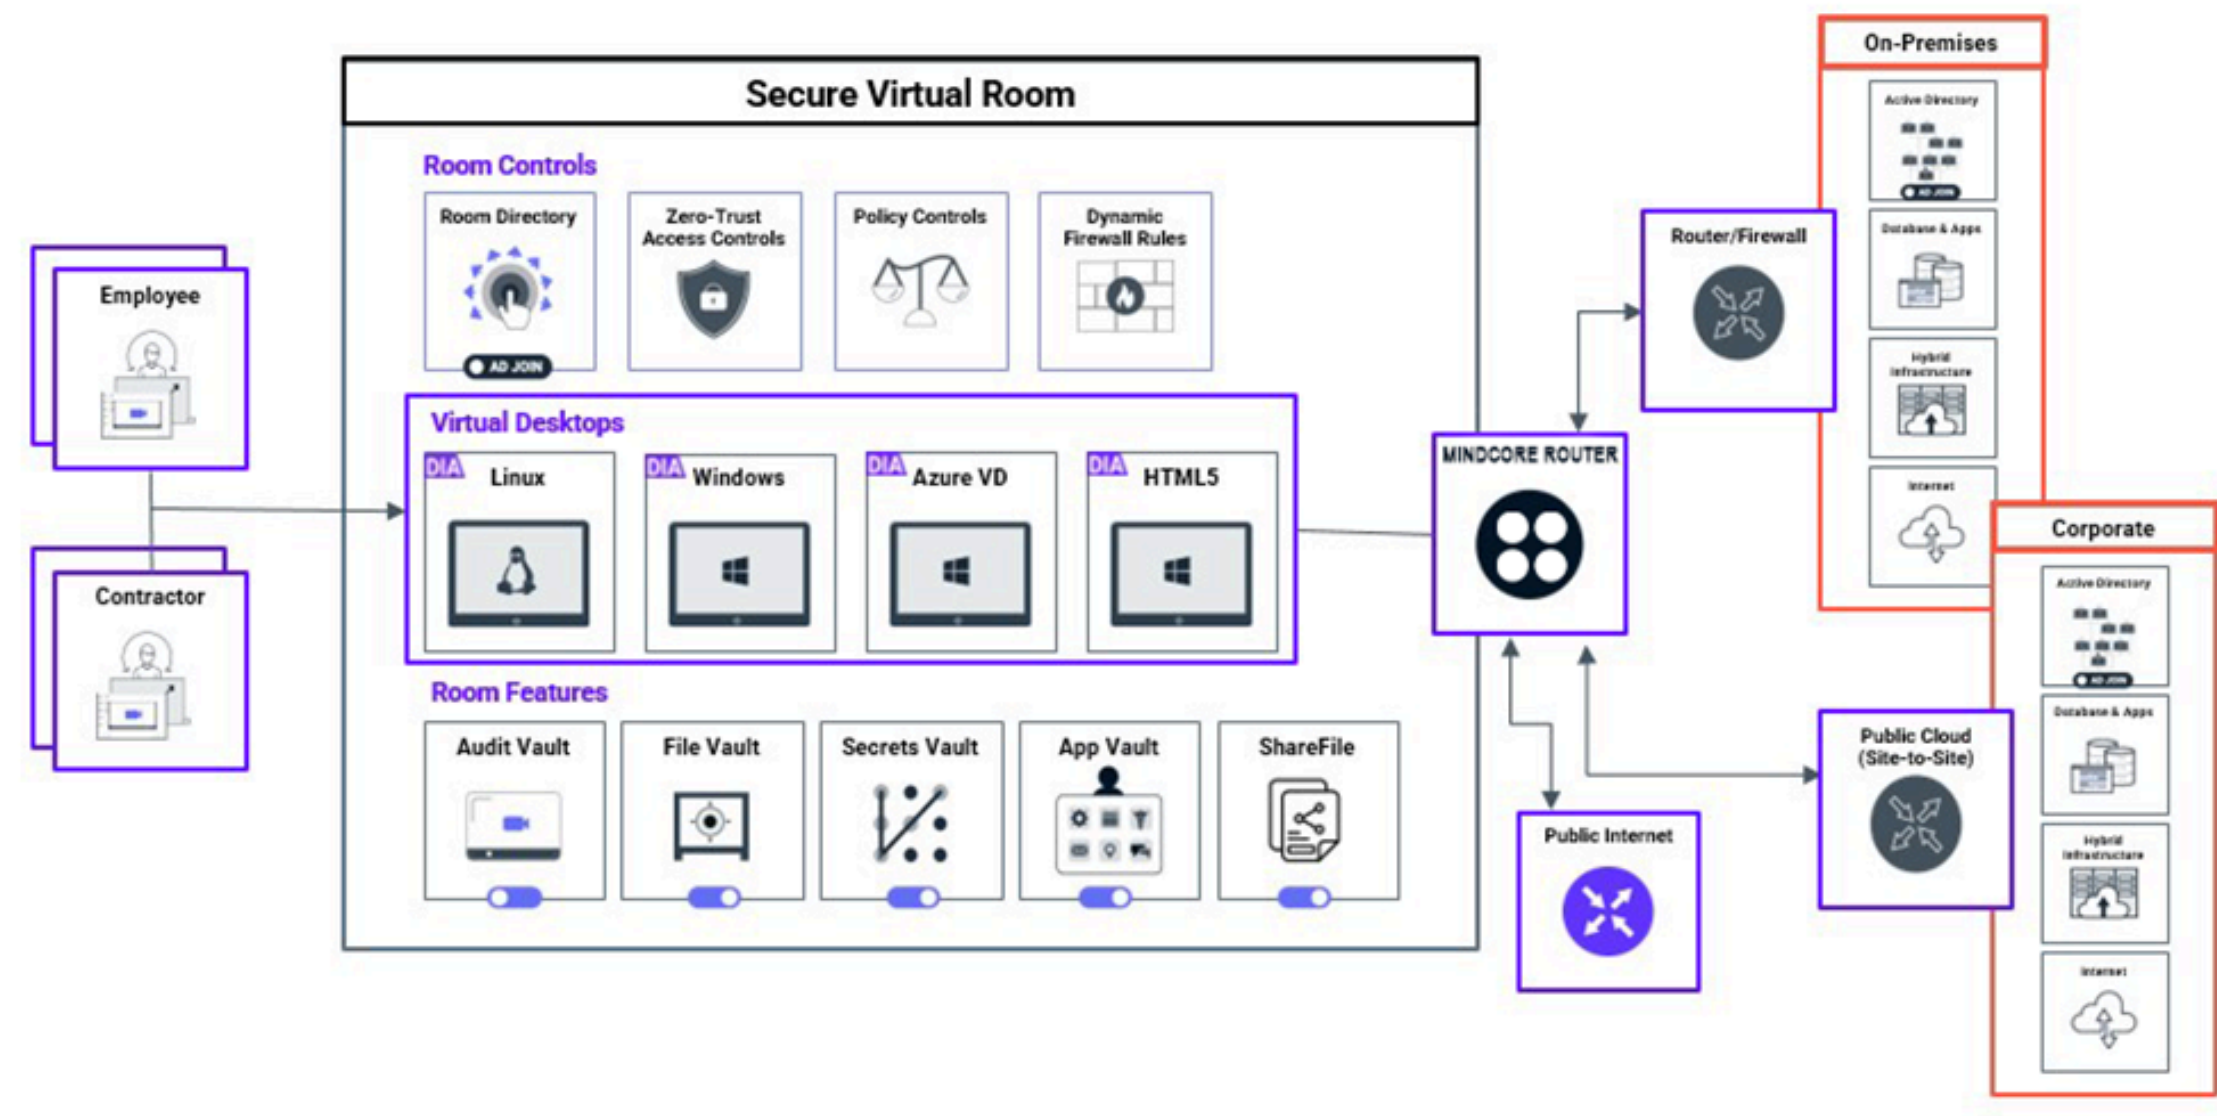 Secure Virtual Room
Room Controls
Room Directory
AD JOIN
Zero-Trust
Access Controls
Policy Controls
Dynamic
Firewall Rules
Employee
Contractor
Virtual Desktops
DIA
Linux
DIA
Windows
DIA
Azure VD
DIA
HTML5
Room Features
Audit Vault
File Vault
Secrets Vault
App Vault
ShareFile
MINDCORE ROUTER
Router/Firewall
Public Internet
Public Cloud
(Site-to-Site)
On-Premises
Active Directory
AD JOIN
Database & Apps
Hybrid
Infrastructure
Internet
Corporate
Active Directory
AD JOIN
Database & Apps
Hybrid
Infrastructure
Internet